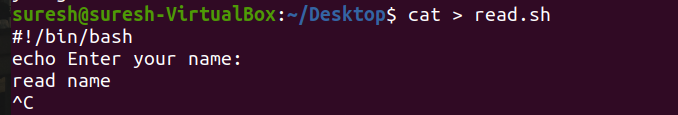 suresh@suresh-VirtualBox:~/Desktop$ cat > read.sh
#!/bin/bash
echo Enter your name:
read name
^C